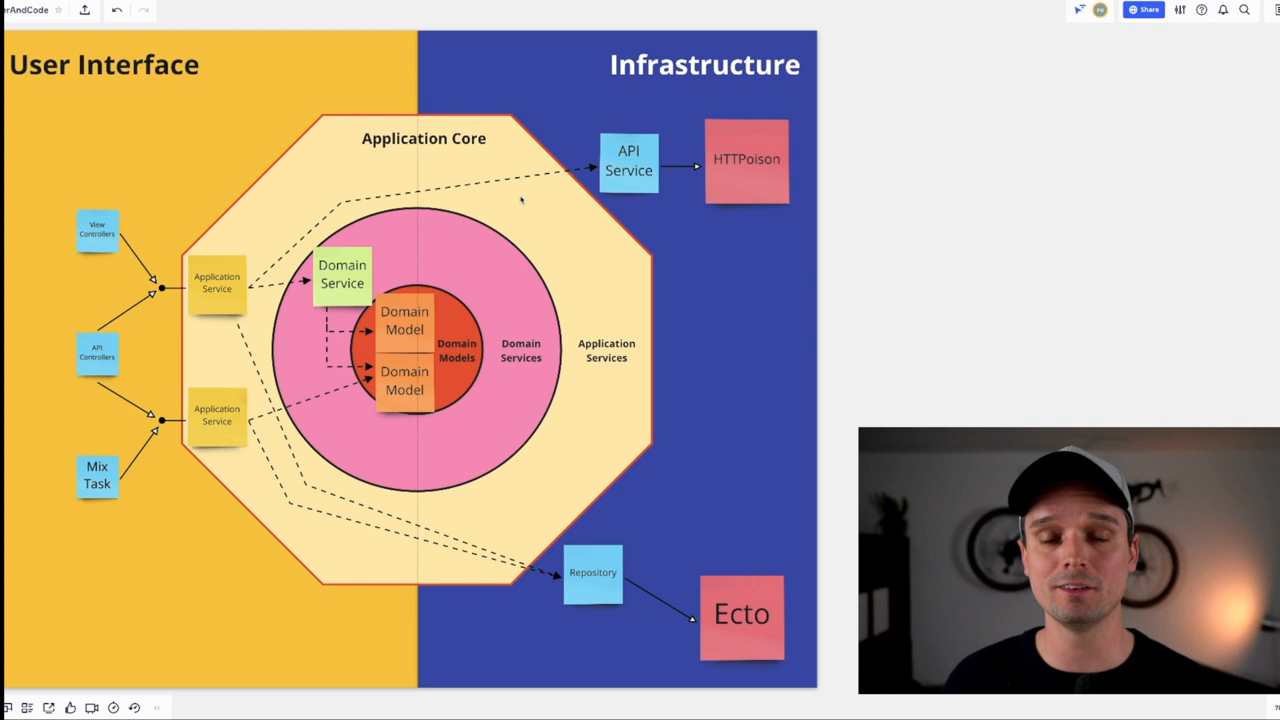 erAndCode
Share
User Interface
Infrastructure
Application Core
API
Service
HTTPoison
View
Controllers
Application
Service
Domain
Service
Domain
Model
Domain
Models
Domain
Services
Application
Services
API
Controllers
Domain
Model
Application
Service
Mix
Task
Repository
Ecto